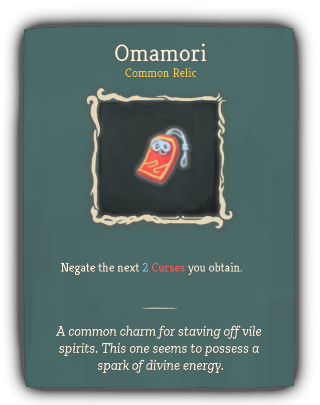 Omamori
Common Relic
Negate the next 2 Curses you obtain.
A common charm for staving off vile
spirits. This one seems to possess a
spark of divine energy.